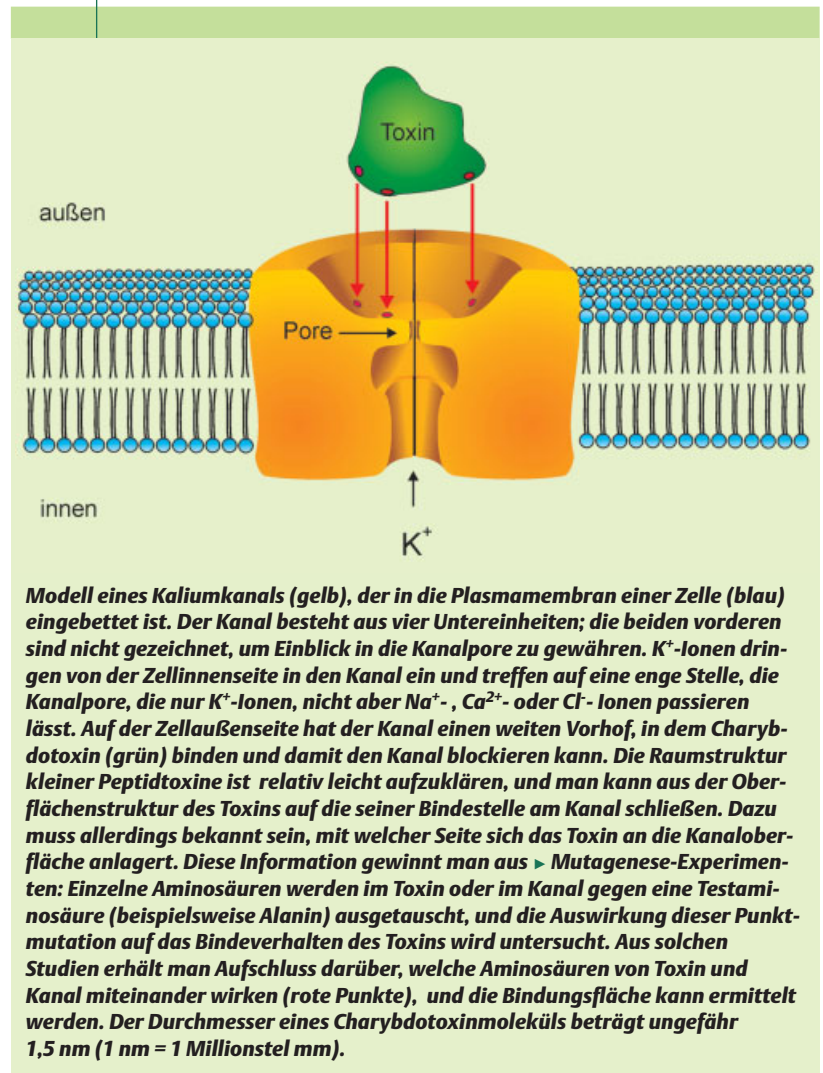 Toxin
außen
Pore
innen
K⁺
Modell eines Kaliumkanals (gelb), der in die Plasmamembran einer Zelle (blau)
eingebettet ist. Der Kanal besteht aus vier Untereinheiten; die beiden vorderen
sind nicht gezeichnet, um Einblick in die Kanalpore zu gewähren. K⁺-Ionen drin-
gen von der Zellinnenseite in den Kanal ein und treffen auf eine enge Stelle, die
Kanalpore, die nur K⁺-Ionen, nicht aber Na⁺- , Ca²⁺- oder Cl⁻- Ionen passieren
lässt. Auf der Zellaußenseite hat der Kanal einen weiten Vorhof, in dem Charyb-
dotoxin (grün) binden und damit den Kanal blockieren kann. Die Raumstruktur
kleiner Peptidtoxine ist relativ leicht aufzuklären, und man kann aus der Ober-
flächenstruktur des Toxins auf die seiner Bindestelle am Kanal schließen. Dazu
muss allerdings bekannt sein, mit welcher Seite sich das Toxin an die Kanalober-
fläche anlagert. Diese Information gewinnt man aus ► Mutagenese-Experimen-
ten: Einzelne Aminosäuren werden im Toxin oder im Kanal gegen eine Testami-
nosäure (beispielsweise Alanin) ausgetauscht, und die Auswirkung dieser Punkt-
mutation auf das Bindeverhalten des Toxins wird untersucht. Aus solchen
Studien erhält man Aufschluss darüber, welche Aminosäuren von Toxin und
Kanal miteinander wirken (rote Punkte), und die Bindungsfläche kann ermittelt
werden. Der Durchmesser eines Charybdotoxinmoleküls beträgt ungefähr
1,5 nm (1 nm = 1 Millionstel mm).